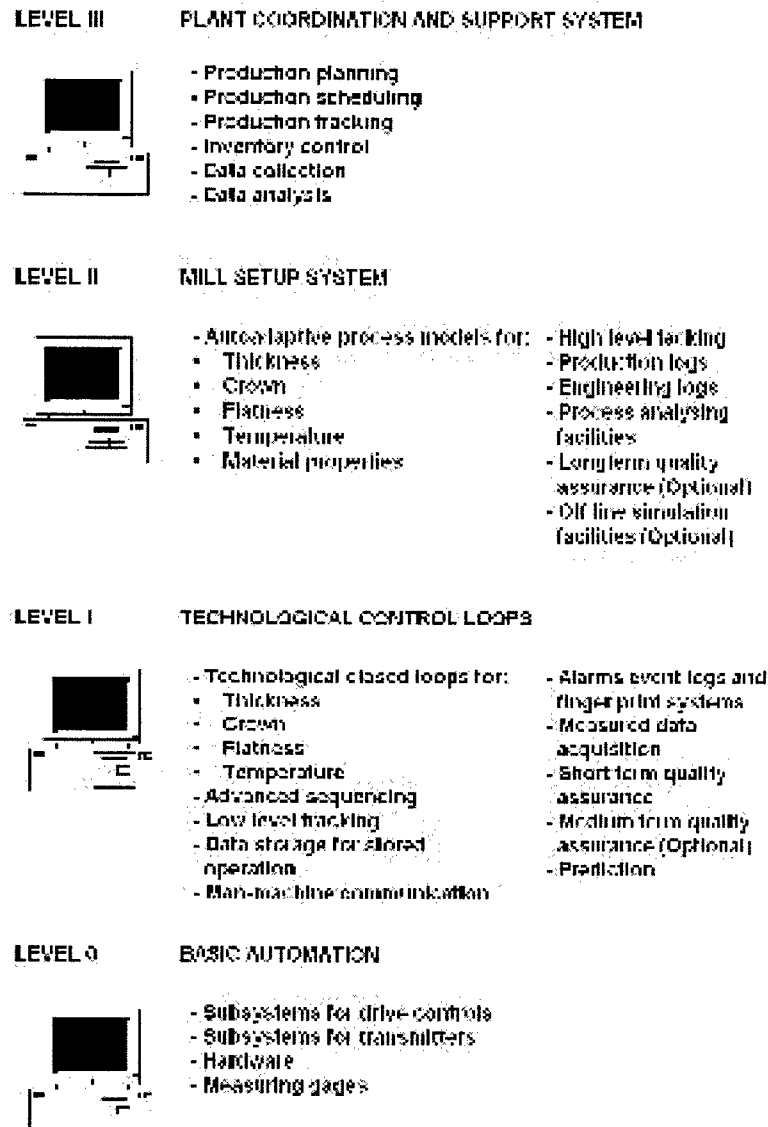 LEVEL III PLANT COORDINATION AND SUPPORT SYSTEM
- Production planning
- Production scheduling
- Production tracking
- Inventory control
- Data collection
- Data analysis
LEVEL II MILL SETUP SYSTEM
- Autoadaptive process models for:
• Thickness
• Crown
• Flatness
• Temperature
• Material properties
- High level tacking
- Production logs
- Engineering logs
- Process analysing
facilities
- Longterm quality
assurance (Optional)
- Off line simulation
facilities (Optional)
LEVEL I TECHNOLOGICAL CONTROL LOOPS
- Technological closed loops for:
• Thickness
• Crown
• Flatness
• Temperature
- Advanced sequencing
- Low level tracking
- Data storage for stored
operation
- Man-machine communication
- Alarms event logs and
finger print systems
- Measured data
acquisition
- Short term quality
assurance
- Medium term quality
assurance (Optional)
- Prediction
LEVEL 0 BASIC AUTOMATION
- Subsystems for drive controls
- Subsystems for transmitters
- Hardware
- Measuring gages